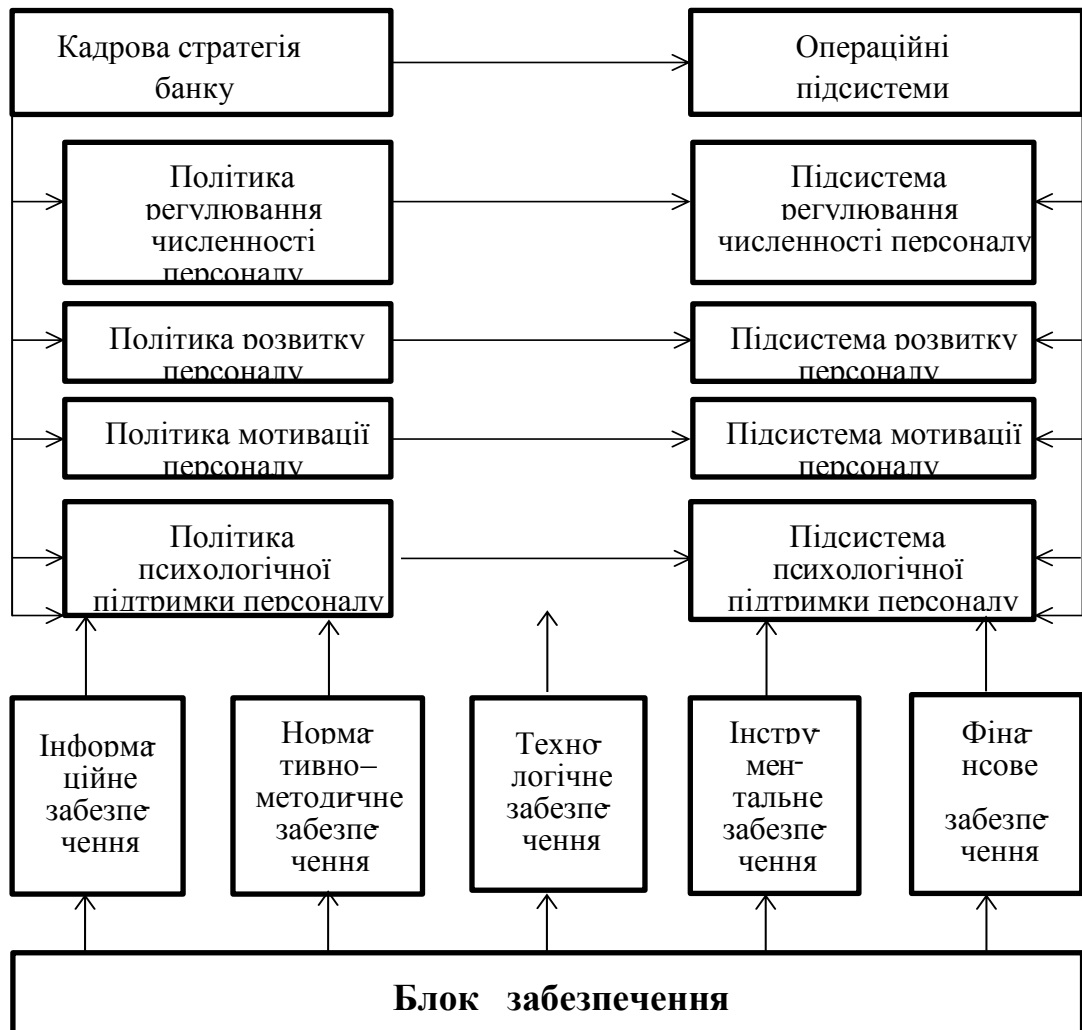 Кадрова стратегія
банку
Операційні
підсистеми
Політика
регулювання
численності
персоналу
Підсистема
регулювання
численності персоналу
Політика розвитку
персоналу
Підсистема розвитку
персоналу
Політика мотивації
персоналу
Підсистема мотивації
персоналу
Політика
психологічної
підтримки персоналу
Підсистема
психологічної
підтримки персоналу
Інформа-
ційне
забезпе-
чення
Норма-
тивно–
методичне
забезпе-
чення
Техно-
логічне
забезпе-
чення
Інстру-
мен-
тальне
забезпе-
чення
Фіна-
нсове
забезпе-
чення
Блок забезпечення